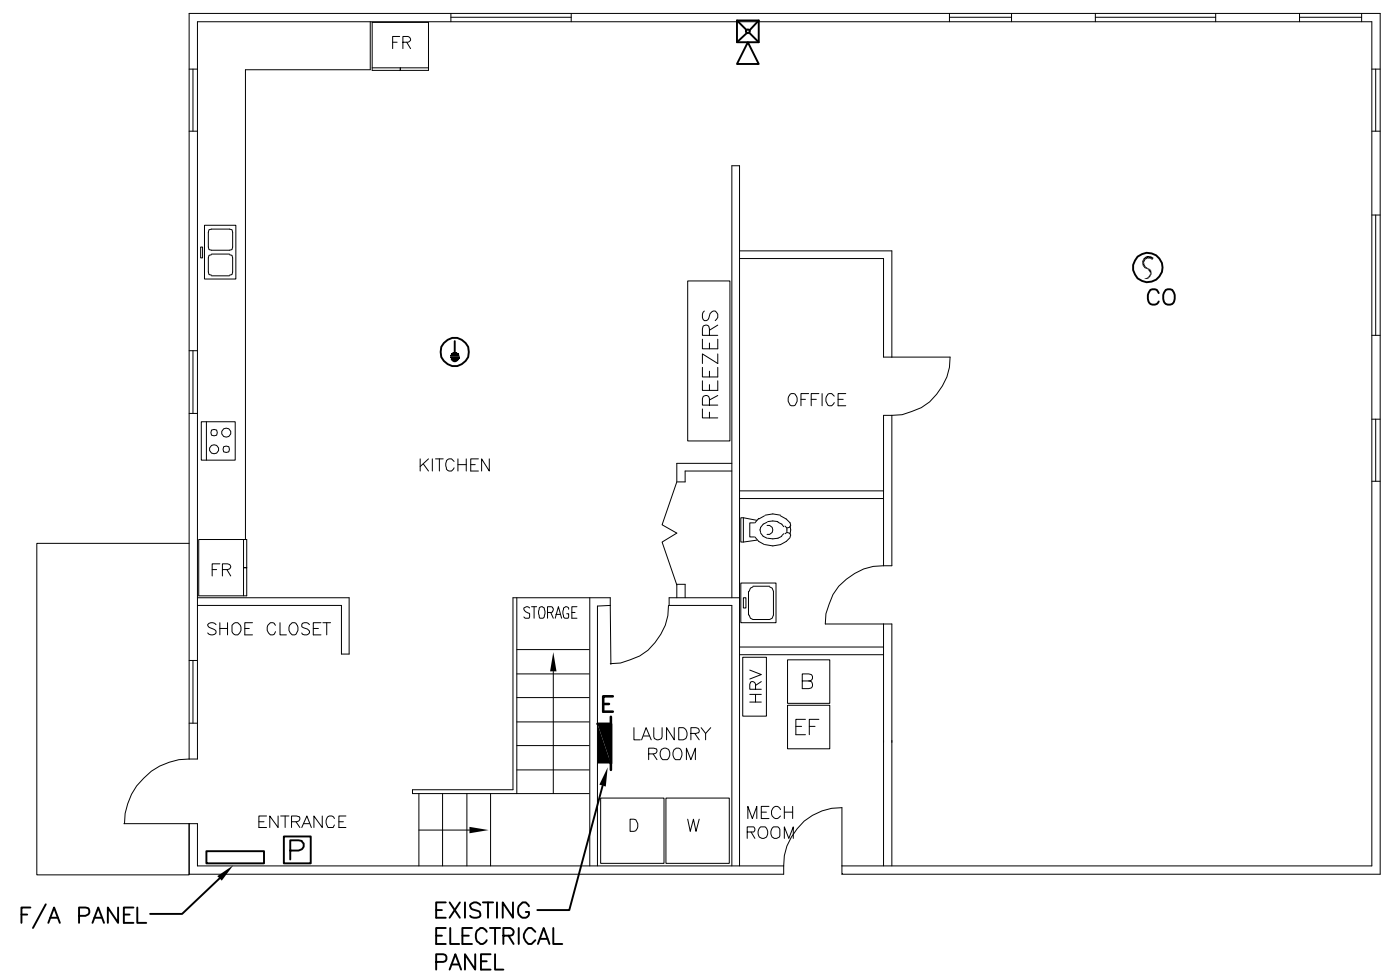 FR
CO
FREEZERS
OFFICE
KITCHEN
FR
STORAGE
SHOE CLOSET
HRV
B
E
EF
LAUNDRY
ROOM
ENTRANCE
P
D
W
MECH
ROOM
F/A PANEL
EXISTING
ELECTRICAL
PANEL